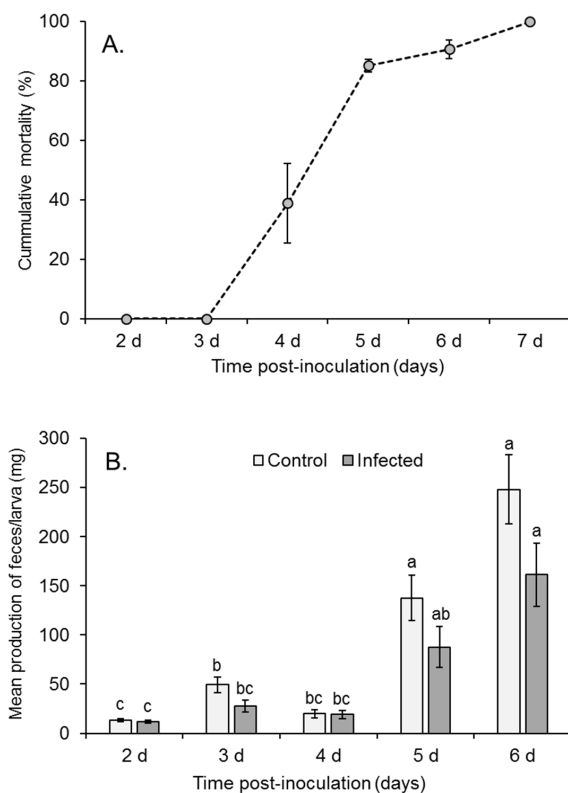 A.
Cummulative mortality (%)
100
80
60
40
20
0
2 d 3 d 4 d 5 d 6 d 7 d
Time post-inoculation (days)
B.
Mean production of feces/larva (mg)
300
250
200
150
100
50
0
Control Infected
c c b bc bc bc a ab a a
2 d 3 d 4 d 5 d 6 d
Time post-inoculation (days)